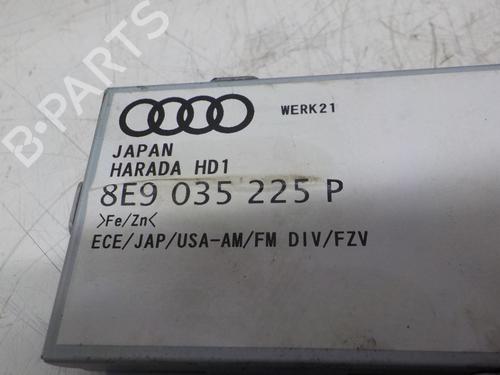 B-Parts
WERK21
JAPAN
HARADA HD1
8E9 035 225 P
>Fe/Zn<
ECE/JAP/USA-AM/FM DIV/FZV